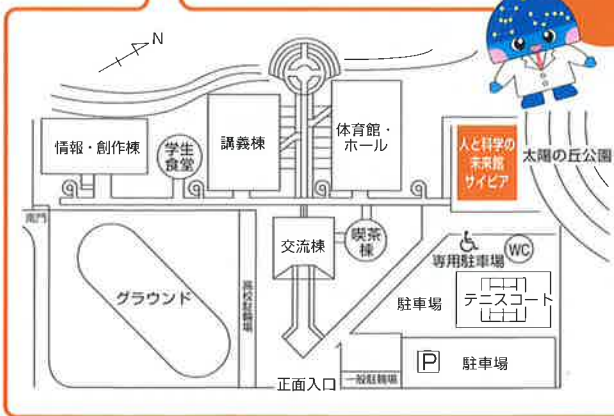 N
情報・創作棟
学生
食堂
講義棟
体育館・
ホール
人と科学の
未来館
サイピア
太陽の丘公園
南門
交流棟
喫茶
棟
専用駐車場
WC
グラウンド
高校駐輪場
駐車場
テニスコート
P
駐車場
正面入口
一般駐輪場